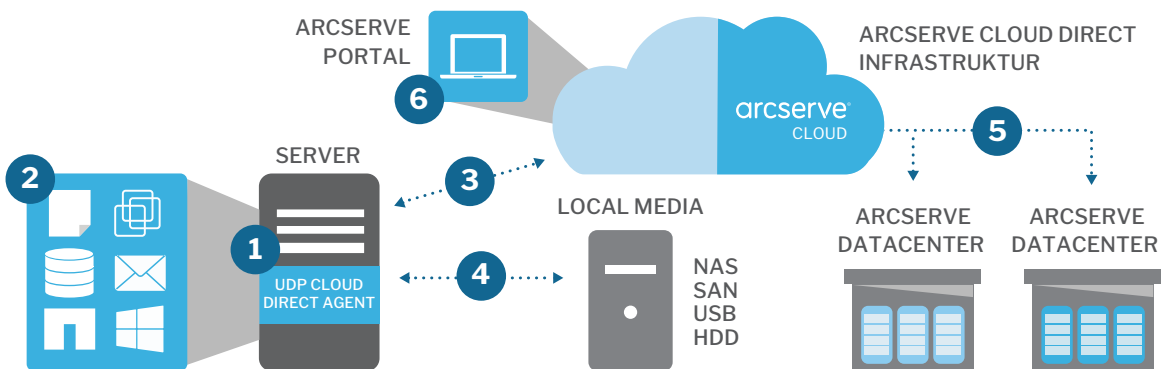 ARCSERVE
PORTAL
6
arcserve®
CLOUD
ARCSERVE CLOUD DIRECT
INFRASTRUKTUR
5
2
SERVER
1
UDP CLOUD
DIRECT AGENT
3
4
LOCAL MEDIA
NAS
SAN
USB
HDD
ARCSERVE
DATACENTER
ARCSERVE
DATACENTER